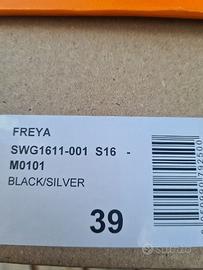 FREYA
SWG1611-001 S16 -
M0101
BLACK/SILVER
39